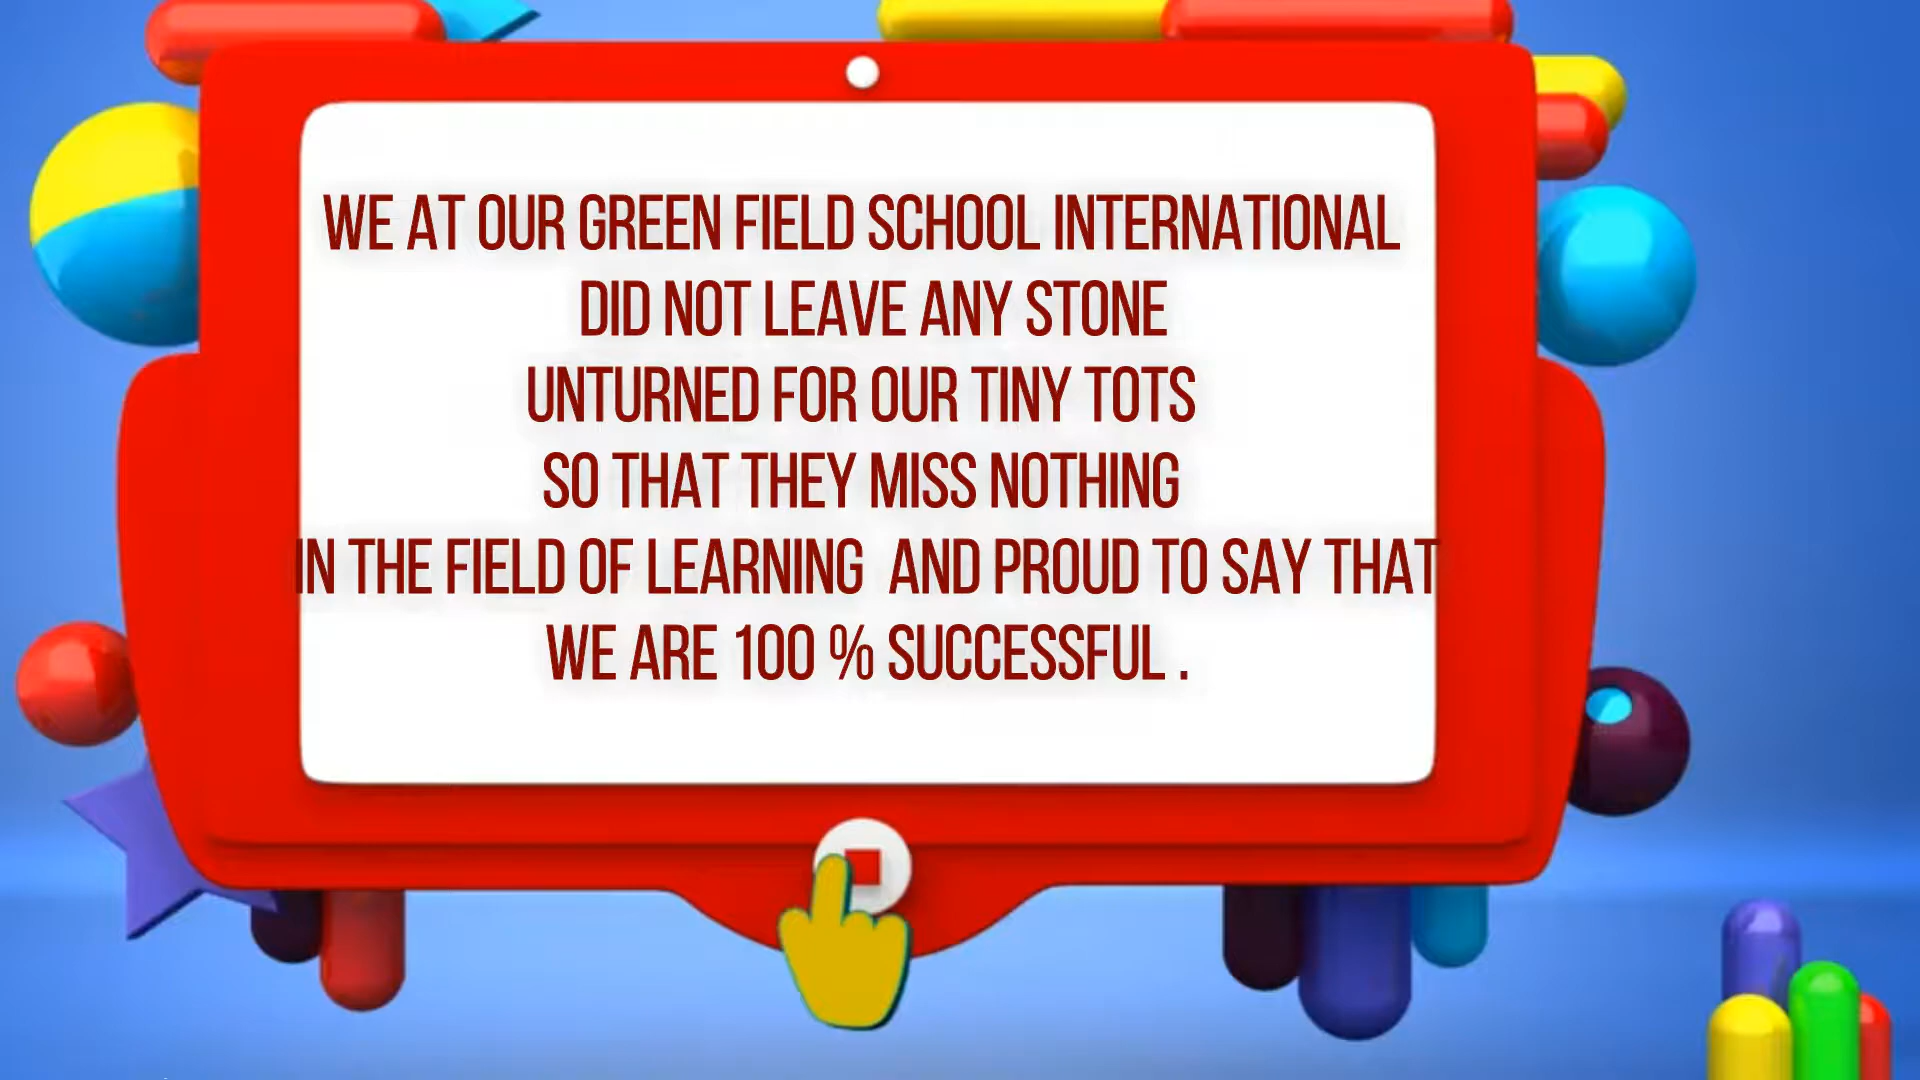 WE AT OUR GREEN FIELD SCHOOL INTERNATIONAL
DID NOT LEAVE ANY STONE
UNTURNED FOR OUR TINY TOTS
SO THAT THEY MISS NOTHING
IN THE FIELD OF LEARNING  AND PROUD TO SAY THAT
WE ARE 100 % SUCCESSFUL .